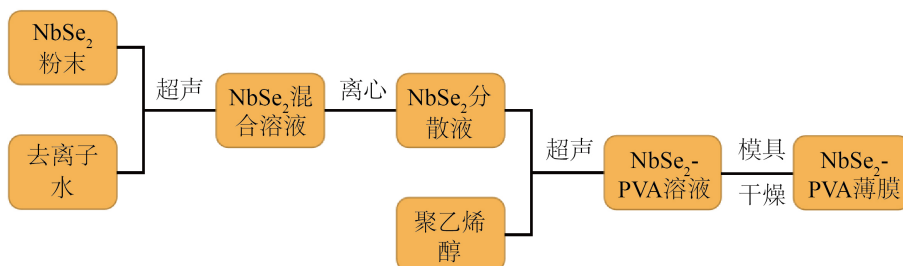 NbSe₂
粉末
去离子
水
超声
NbSe₂混
合溶液
离心
NbSe₂分
散液
聚乙烯
醇
超声
NbSe₂-
PVA溶液
模具
干燥
NbSe₂-
PVA薄膜